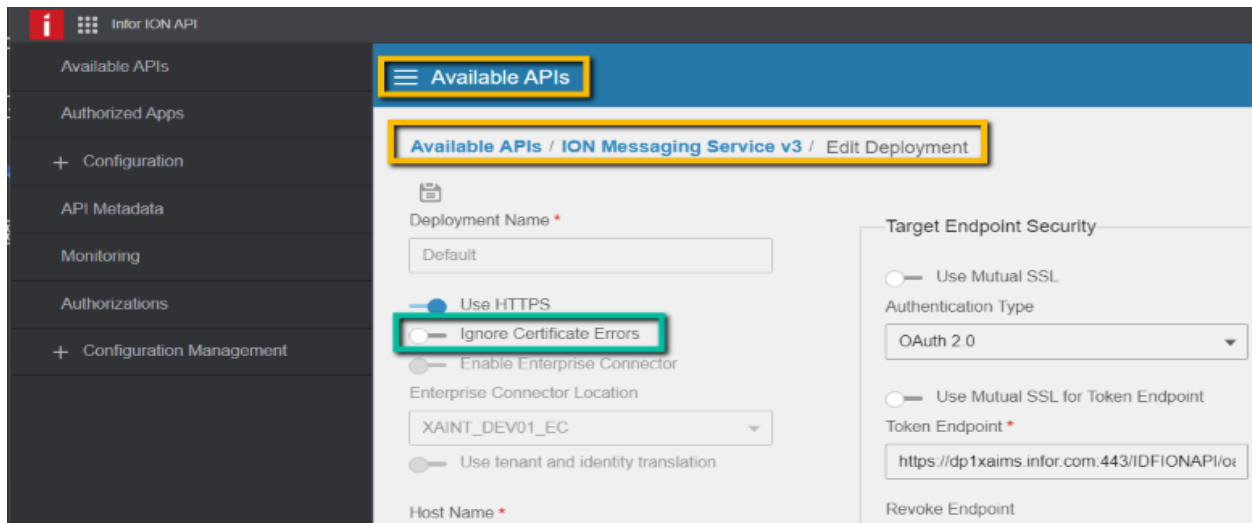 Infor ION API
Available APIs
Authorized Apps
+ Configuration
API Metadata
Monitoring
Authorizations
+ Configuration Management
Available APIs
Available APIs / ION Messaging Service v3 / Edit Deployment
Deployment Name *
Default
Use HTTPS
Ignore Certificate Errors
Enable Enterprise Connector
Enterprise Connector Location
XAINT_DEV01_EC
Use tenant and identity translation
Host Name *
Target Endpoint Security
Use Mutual SSL
Authentication Type
OAuth 2.0
Use Mutual SSL for Token Endpoint
Token Endpoint *
https://dp1xaims.infor.com:443/IDFIONAPI/oa
Revoke Endpoint